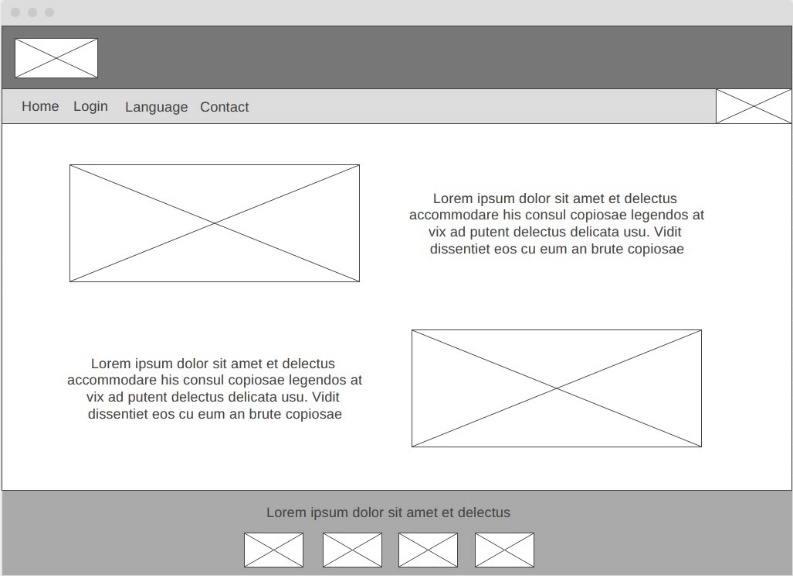 Home Login Language Contact
Lorem ipsum dolor sit amet et delectus
accommodare his consul copiosae legendos at
vix ad putent delectus delicata usu. Vidit
dissentiet eos cu eum an brute copiosae
Lorem ipsum dolor sit amet et delectus
accommodare his consul copiosae legendos at
vix ad putent delectus delicata usu. Vidit
dissentiet eos cu eum an brute copiosae
Lorem ipsum dolor sit amet et delectus